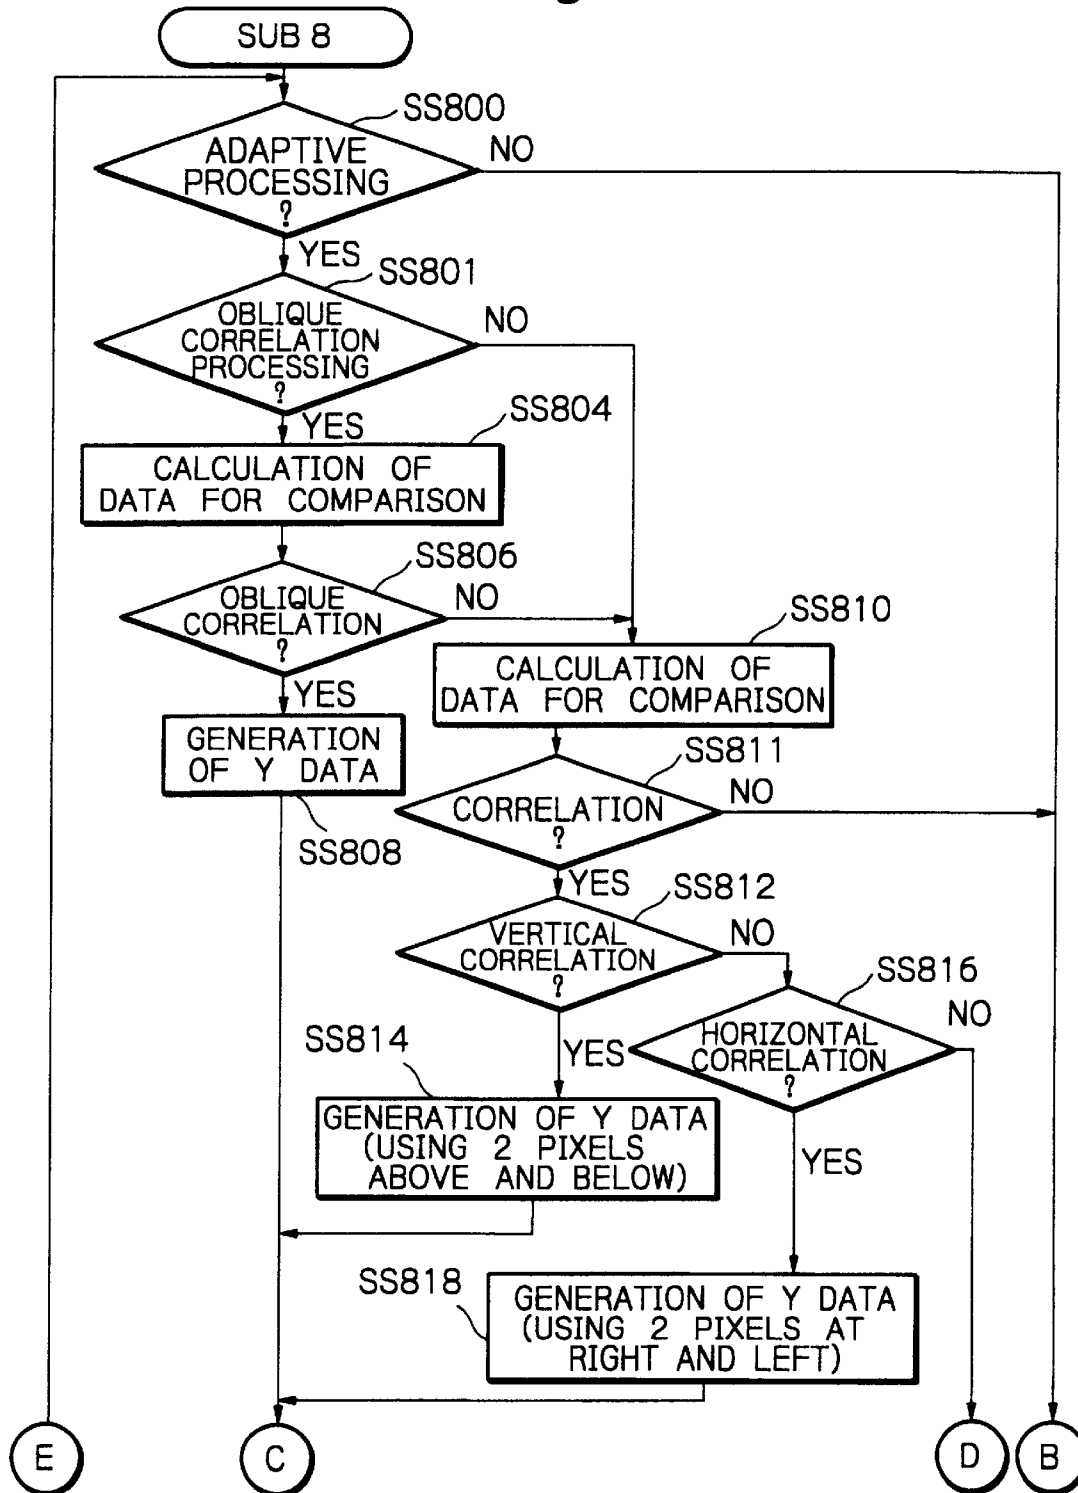 SUB 8
SS800
ADAPTIVE
PROCESSING
?
NO
YES
SS801
OBLIQUE
CORRELATION
PROCESSING
?
NO
YES
SS804
CALCULATION OF
DATA FOR COMPARISON
SS806
OBLIQUE
CORRELATION
?
NO
YES
GENERATION
OF Y DATA
SS808
SS810
CALCULATION OF
DATA FOR COMPARISON
SS811
CORRELATION
?
NO
YES
SS812
VERTICAL
CORRELATION
?
NO
YES
SS816
HORIZONTAL
CORRELATION
?
NO
YES
SS814
GENERATION OF Y DATA
(USING 2 PIXELS
ABOVE AND BELOW)
SS818
GENERATION OF Y DATA
(USING 2 PIXELS AT
RIGHT AND LEFT)
E
C
D
B